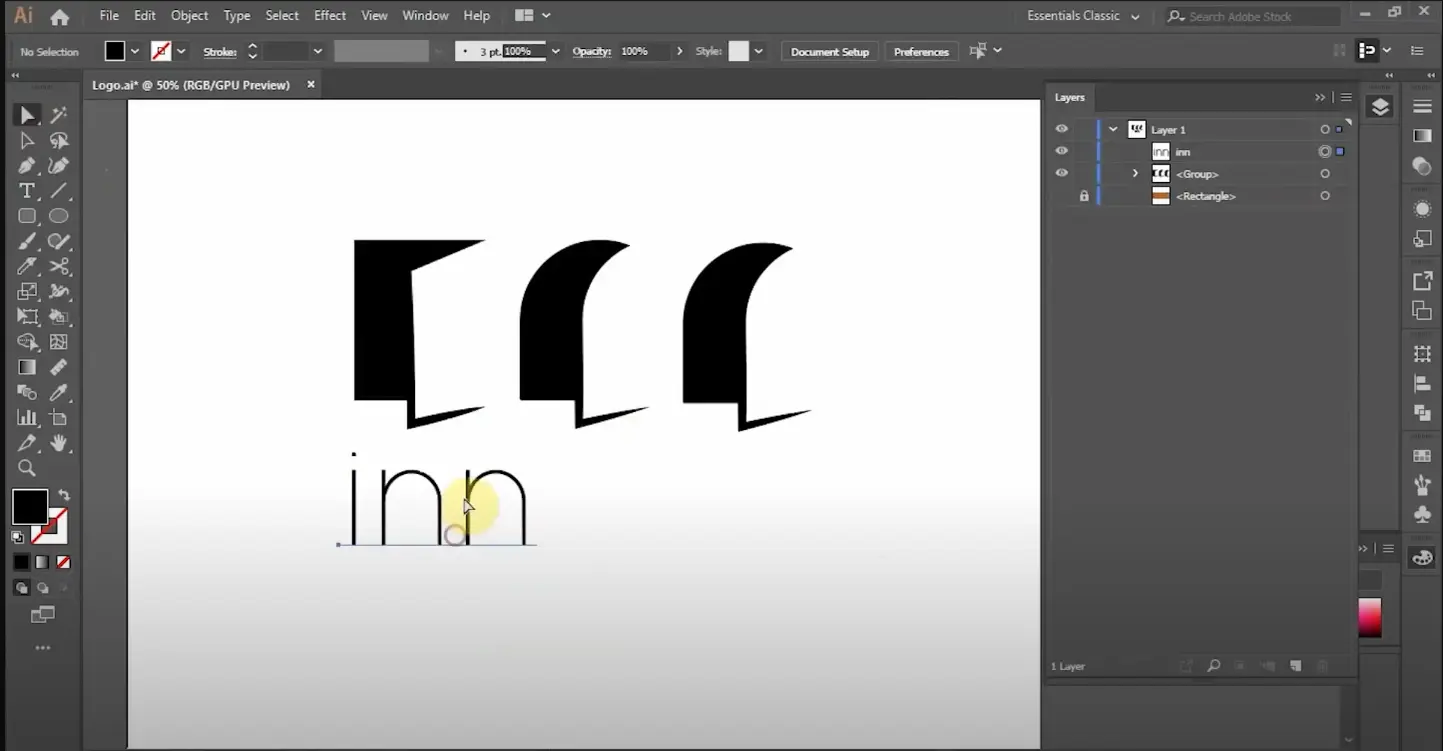 Ai File Edit Object Type Select Effect View Window Help Essentials Classic Search Adobe Stock
No Selection Stroke: 3 pt. 100% Opacity: 100% Style: Document Setup Preferences
Logo.ai* @ 50% (RGB/GPU Preview) ×
Layers
Layer 1
inn inn
<Group>
<Rectangle>
inn
1 Layer